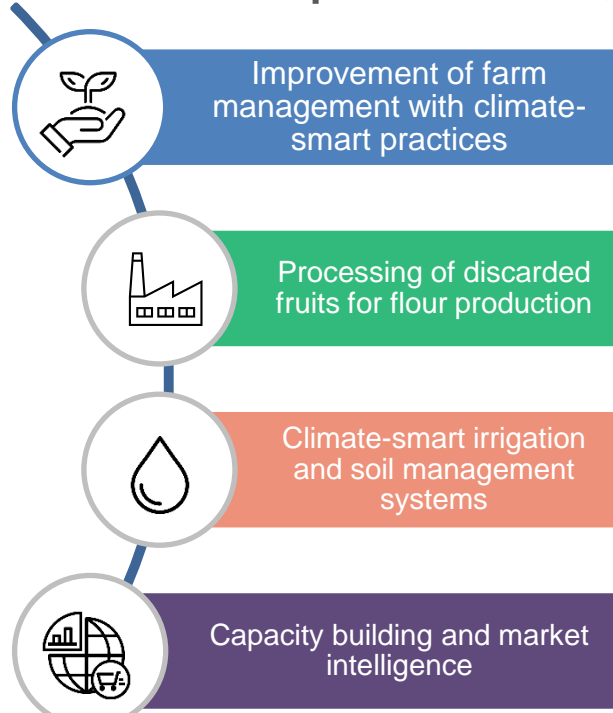 Improvement of farm
management with climate-
smart practices
Processing of discarded
fruits for flour production
Climate-smart irrigation
and soil management
systems
Capacity building and market
intelligence